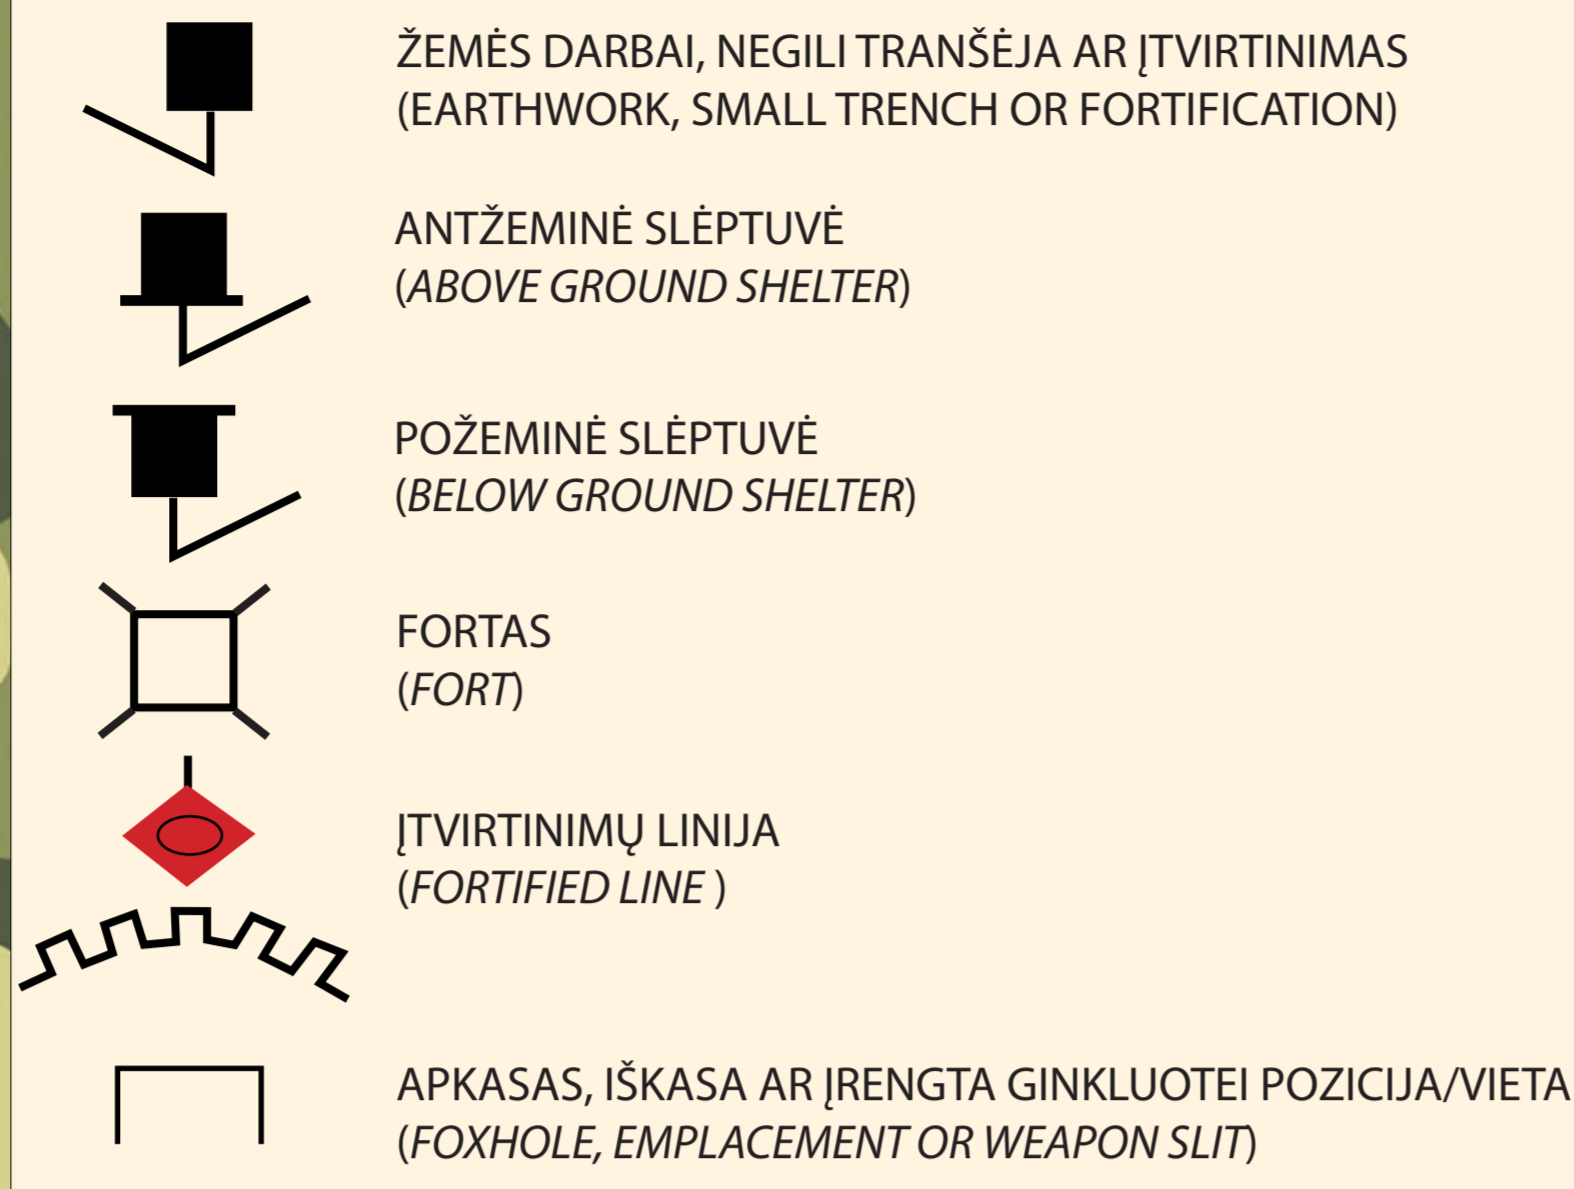 ŽEMĖS DARBAI, NEGILI TRANŠĖJA AR ĮTVIRTINIMAS
(EARTHWORK, SMALL TRENCH OR FORTIFICATION)
ANTŽEMINĖ SLĖPTUVĖ
(ABOVE GROUND SHELTER)
POŽEMINĖ SLĖPTUVĖ
(BELOW GROUND SHELTER)
FORTAS
(FORT)
ĮTVIRTINIMŲ LINIJA
(FORTIFIED LINE )
APKASAS, IŠKASA AR ĮRENGTA GINKLUOTEI POZICIJA/VIETA
(FOXHOLE, EMPLACEMENT OR WEAPON SLIT)